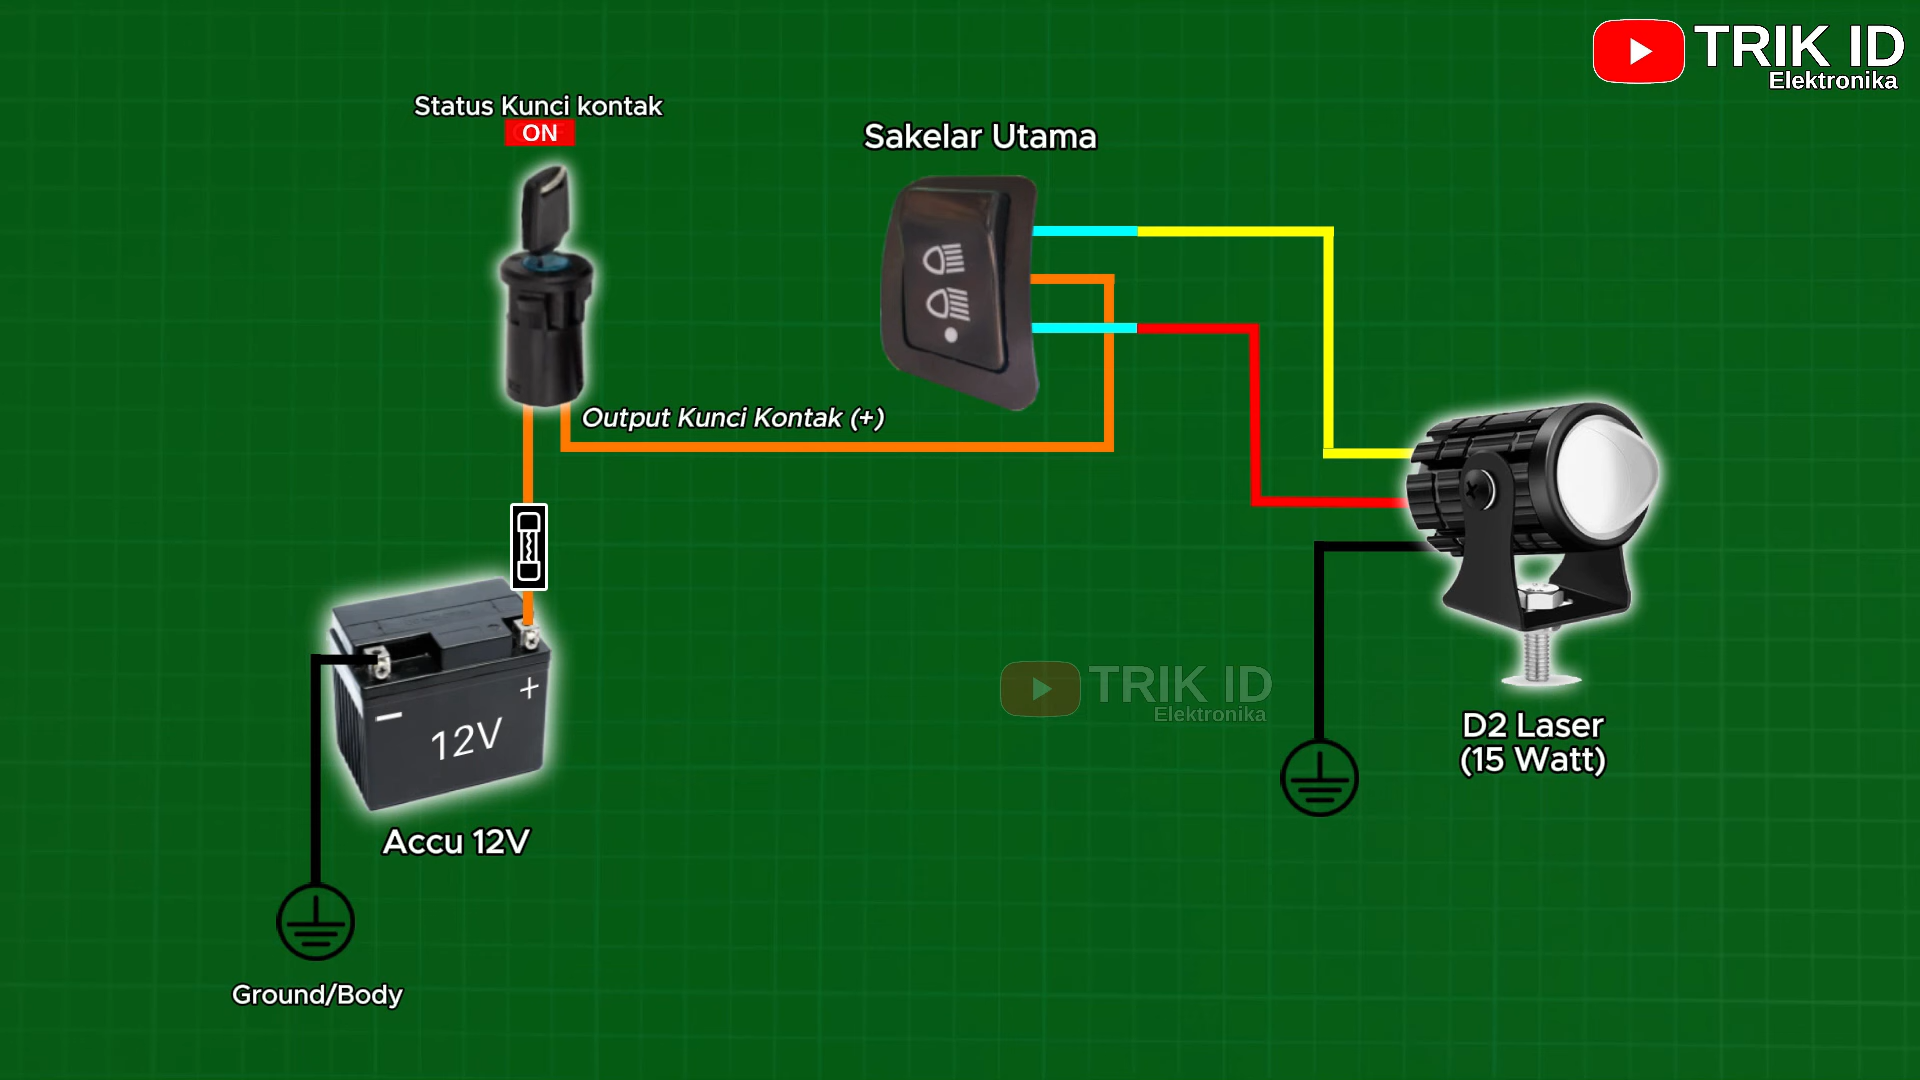 TRIK ID
Elektronika
Status Kunci kontak
ON
Sakelar Utama
Output Kunci Kontak (+)
+
−
12V
Accu 12V
Ground/Body
TRIK ID
Elektronika
D2 Laser
(15 Watt)